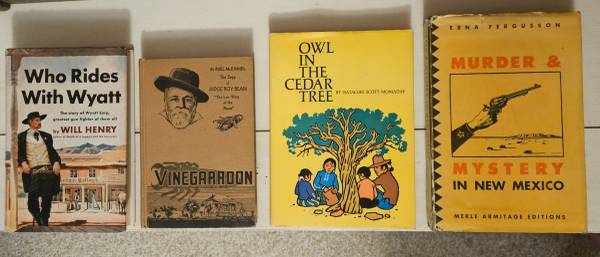 Who Rides
With Wyatt
The story of Wyatt Earp,
greatest gun fighter of them all
by WILL HENRY
The Saga of
JUDGE ROY BEAN
"The Law West
of the
Pecos"
VINEGARROON
OWL
IN THE
CEDAR
TREE
BY NATACHEE SCOTT MOMADAY
ERNA FERGUSSON
MURDER &
MYSTERY
IN NEW MEXICO
MERLE ARMITAGE EDITIONS